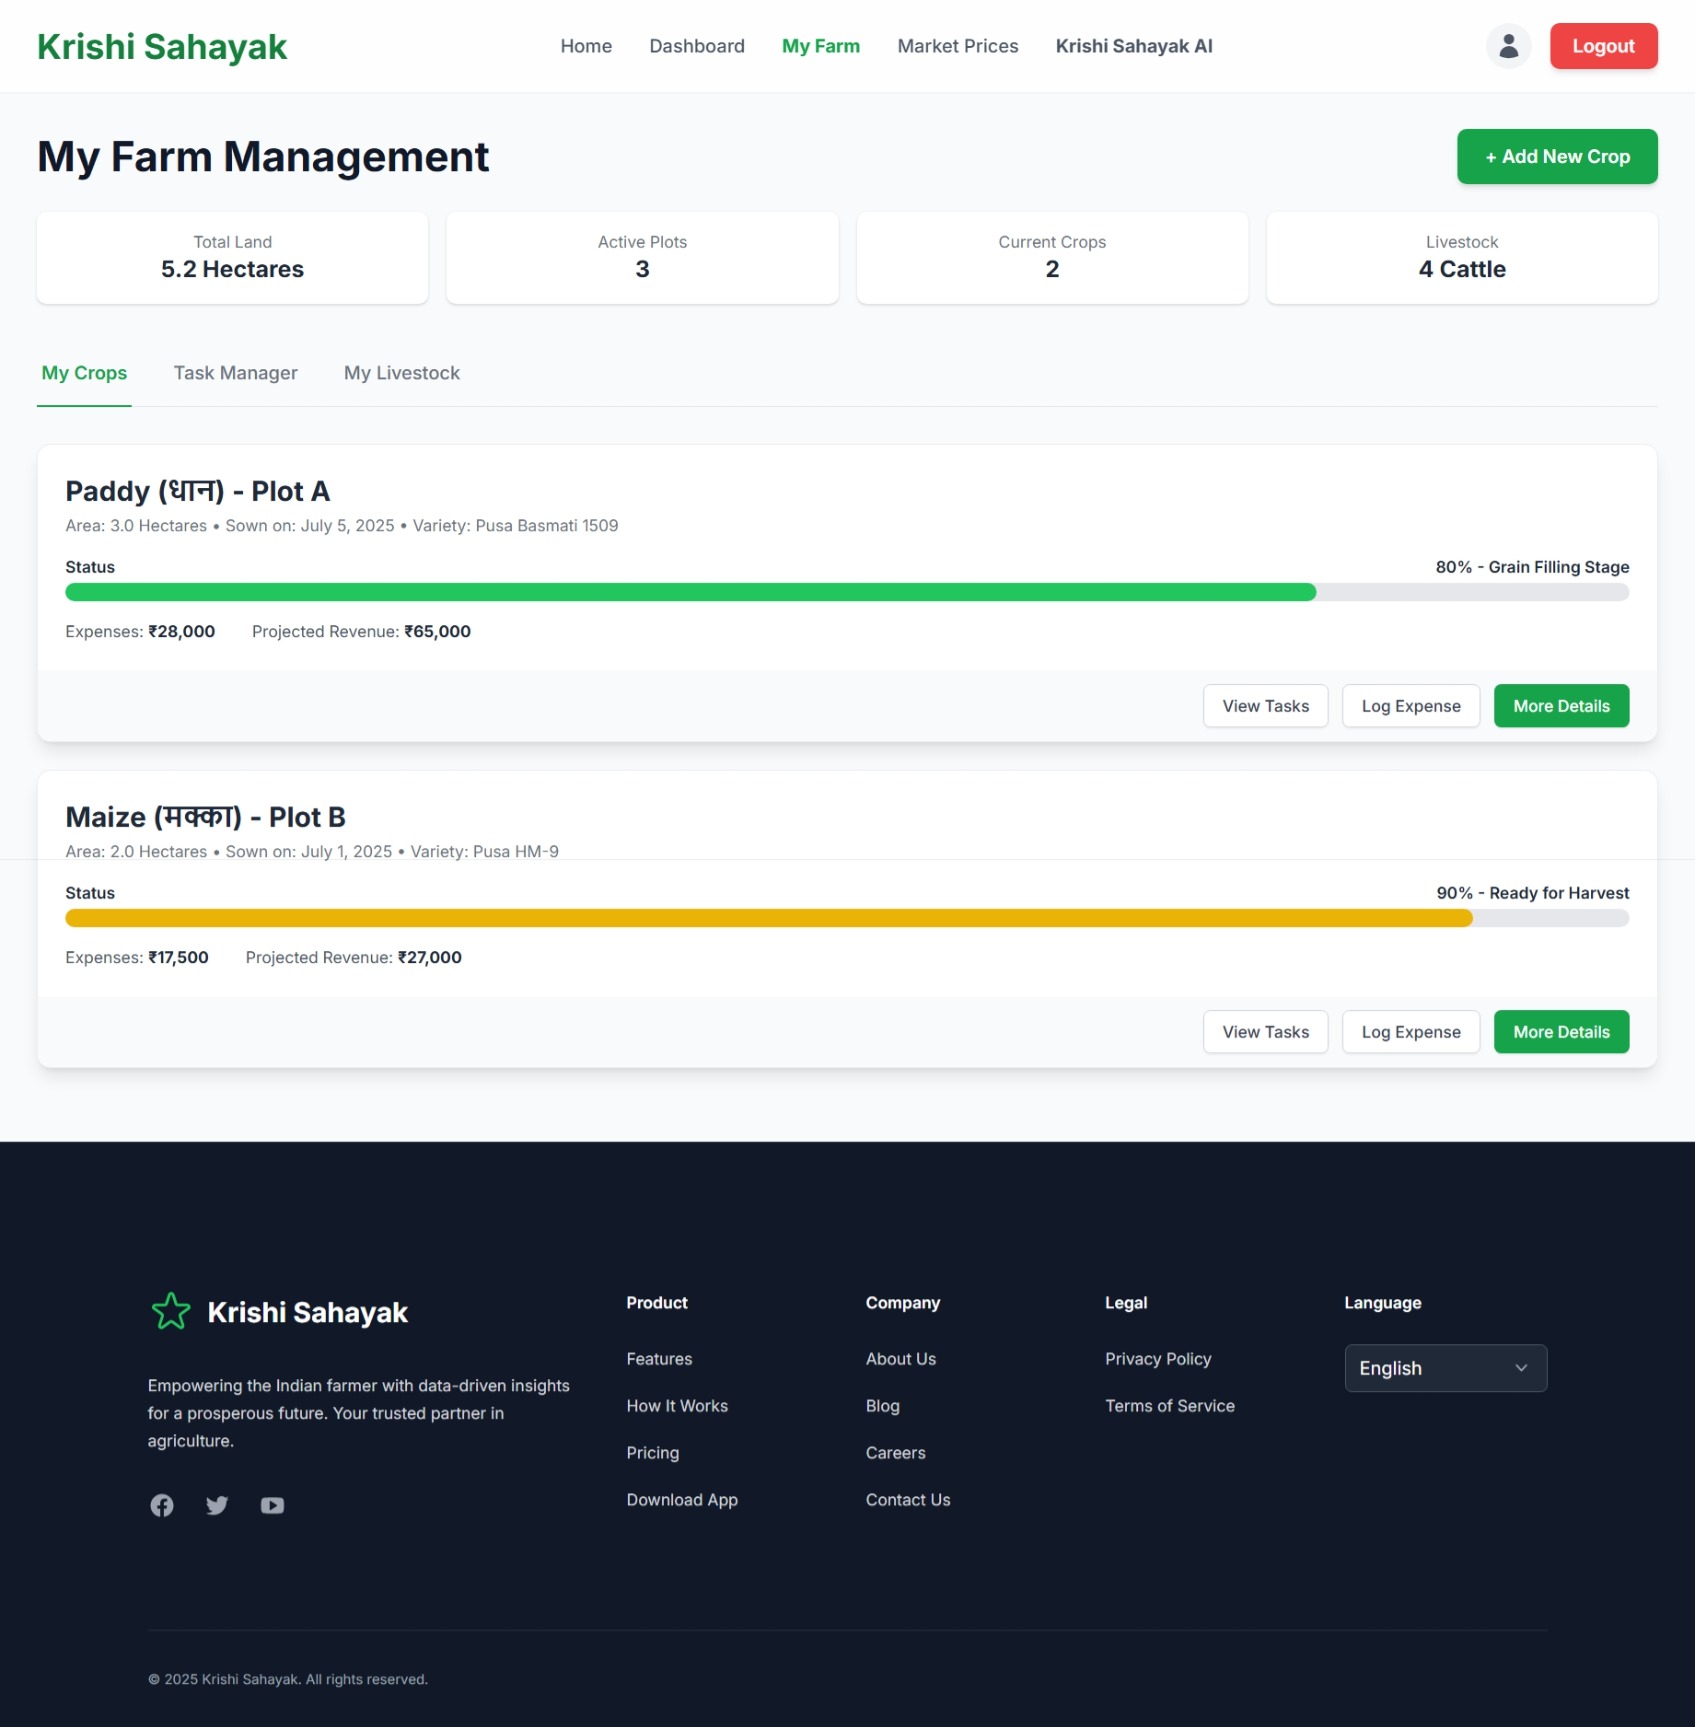 Krishi Sahayak
Home Dashboard My Farm Market Prices Krishi Sahayak AI
Logout
My Farm Management
+ Add New Crop
Total Land
5.2 Hectares
Active Plots
3
Current Crops
2
Livestock
4 Cattle
My Crops Task Manager My Livestock
Paddy (धान) - Plot A
Area: 3.0 Hectares • Sown on: July 5, 2025 • Variety: Pusa Basmati 1509
Status 80% - Grain Filling Stage
Expenses: ₹28,000 Projected Revenue: ₹65,000
View Tasks Log Expense More Details
Maize (मक्का) - Plot B
Area: 2.0 Hectares • Sown on: July 1, 2025 • Variety: Pusa HM-9
Status 90% - Ready for Harvest
Expenses: ₹17,500 Projected Revenue: ₹27,000
View Tasks Log Expense More Details
Krishi Sahayak
Empowering the Indian farmer with data-driven insights
for a prosperous future. Your trusted partner in
agriculture.
Product
Features
How It Works
Pricing
Download App
Company
About Us
Blog
Careers
Contact Us
Legal
Privacy Policy
Terms of Service
Language
English
© 2025 Krishi Sahayak. All rights reserved.